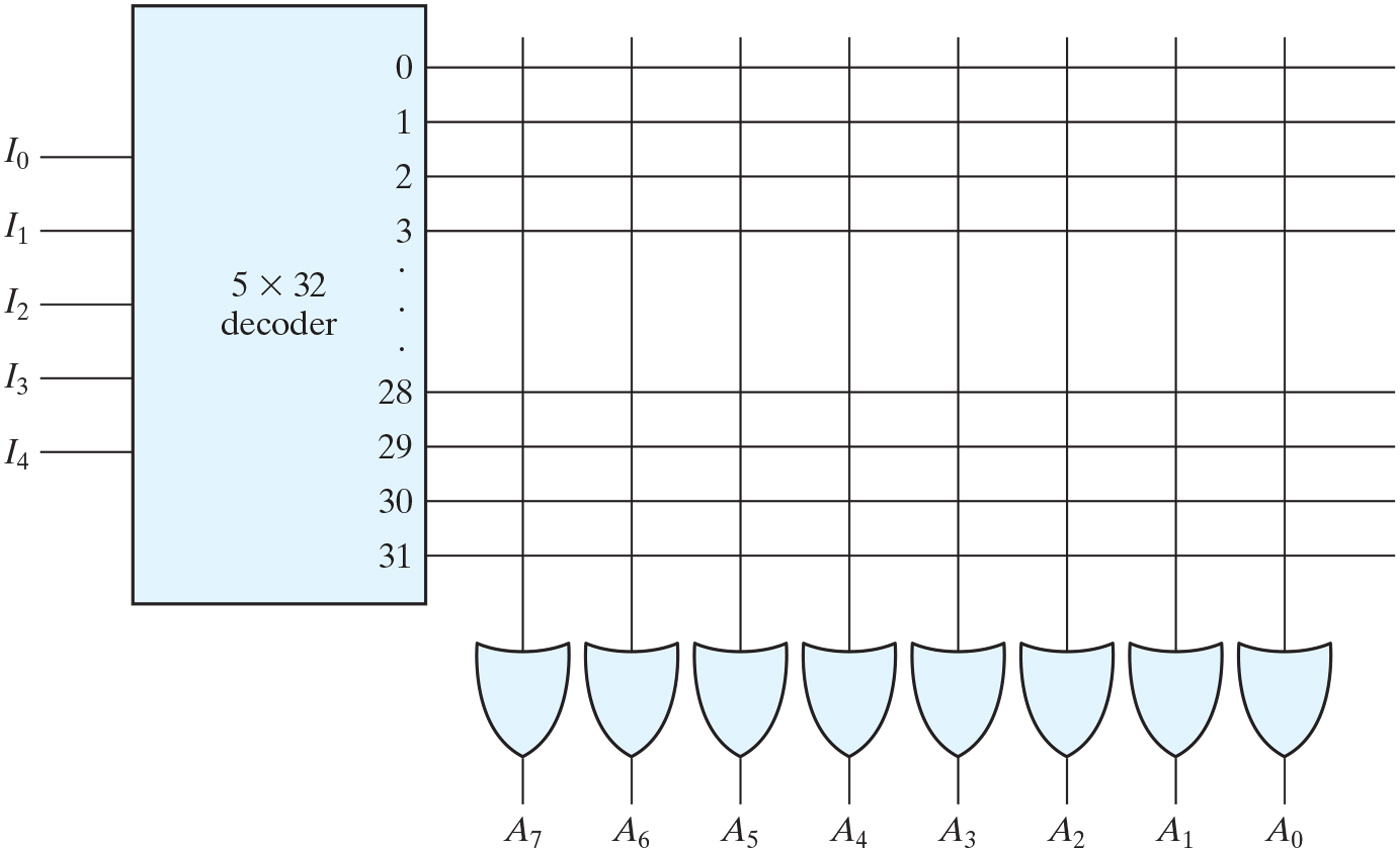 0
1
I₀
2
I₁
3
.
5 × 32
I₂
.
decoder
.
I₃
28
29
I₄
30
31
A₇ A₆ A₅ A₄ A₃ A₂ A₁ A₀